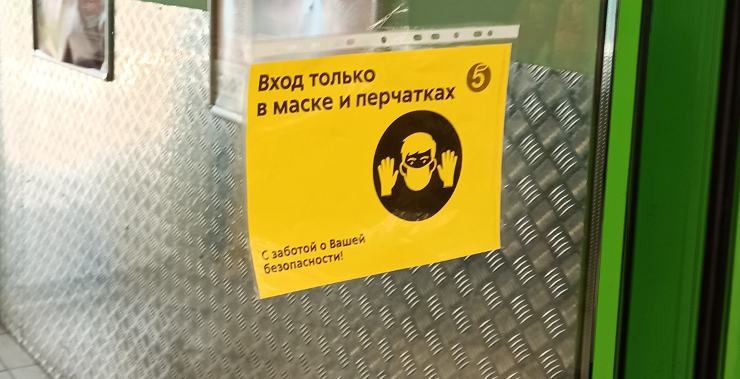 Вход только
в маске и перчатках
5
С заботой о Вашей
безопасности!